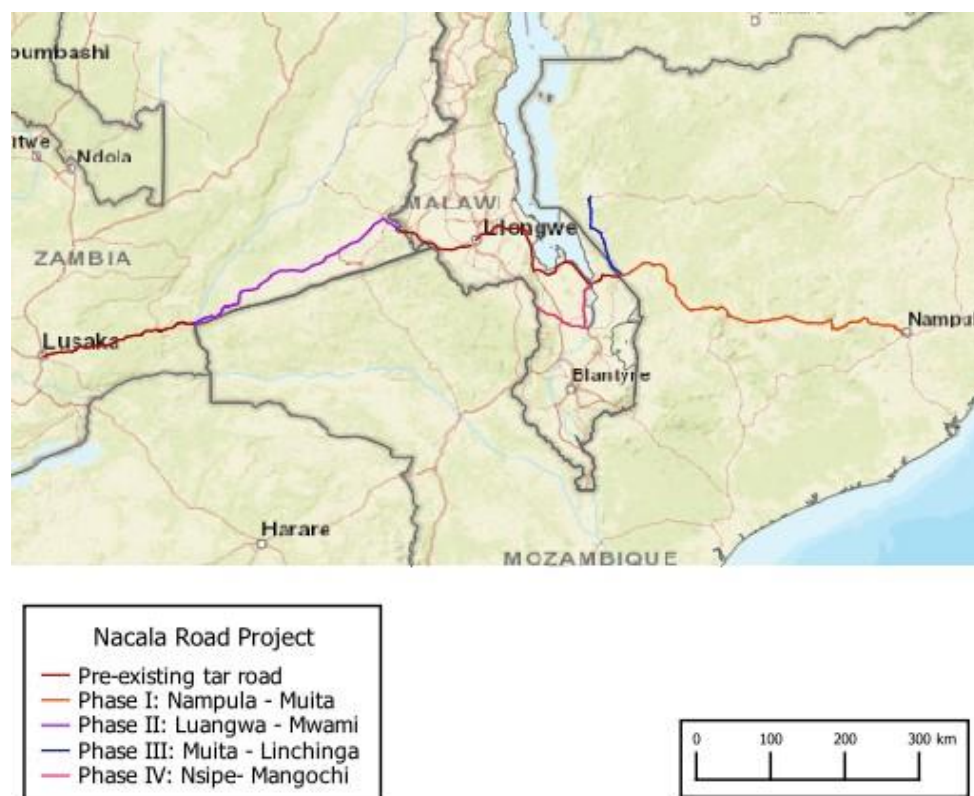 bumbashi
itwe
Ndola
MALAWI
Lilongwe
ZAMBIA
Lusaka
Nampul
Blantyre
Harare
MOZAMBIQUE
Nacala Road Project
Pre-existing tar road
Phase I: Nampula - Muita
Phase II: Luangwa - Mwami
Phase III: Muita - Linchinga
Phase IV: Nsipe- Mangochi
0 100 200 300 km